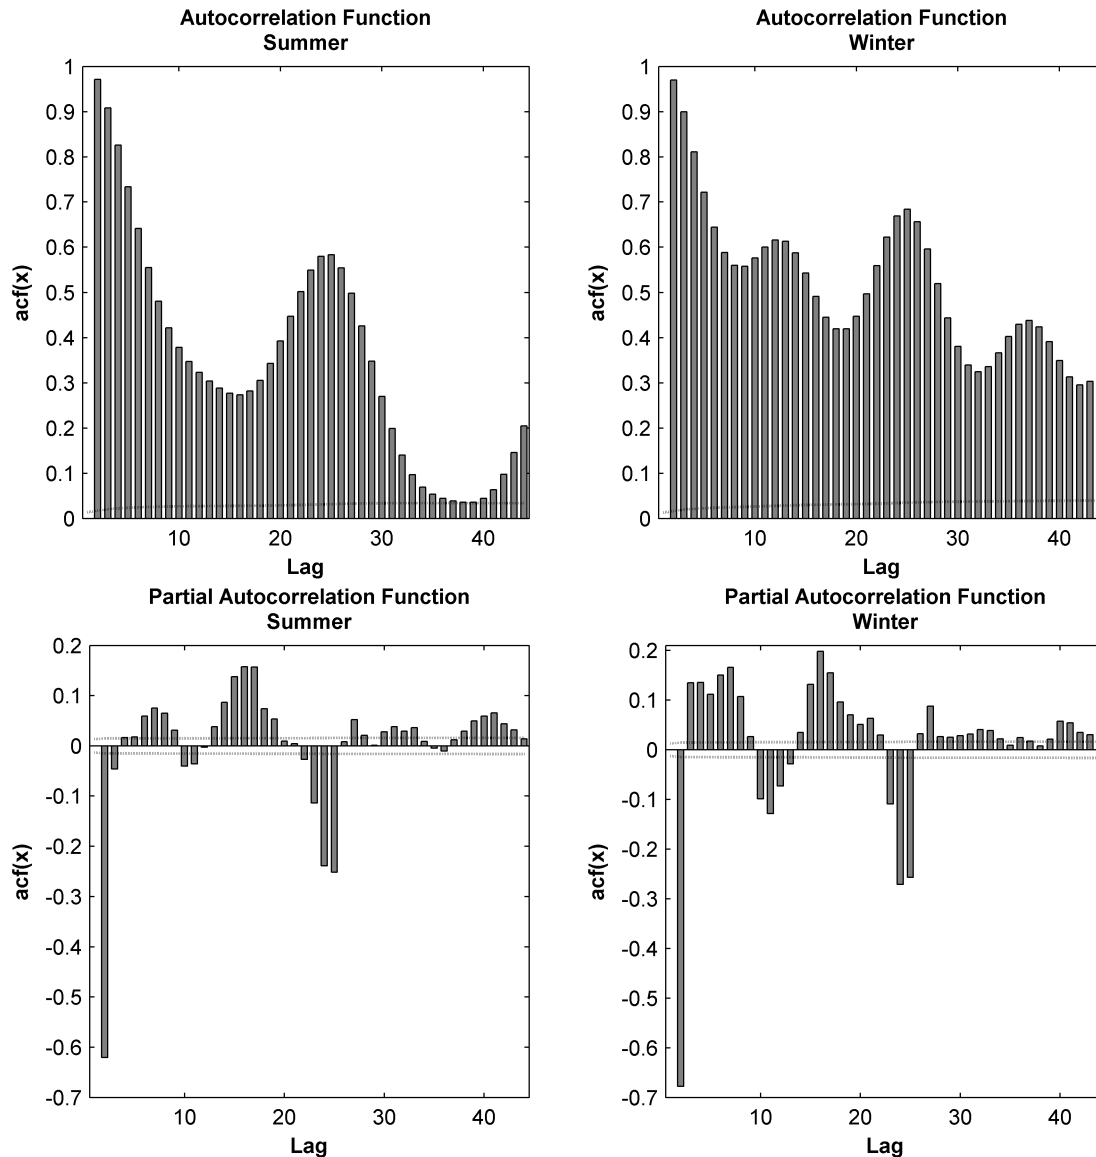 Autocorrelation Function
Summer
1
0.9
0.8
0.7
0.6
0.5
0.4
0.3
0.2
0.1
0
acf(x)
10 20 30 40
Lag
Autocorrelation Function
Winter
1
0.9
0.8
0.7
0.6
0.5
0.4
0.3
0.2
0.1
0
acf(x)
10 20 30 40
Lag
Partial Autocorrelation Function
Summer
0.2
0.1
0
-0.1
-0.2
-0.3
-0.4
-0.5
-0.6
-0.7
acf(x)
10 20 30 40
Lag
Partial Autocorrelation Function
Winter
0.2
0.1
0
-0.1
-0.2
-0.3
-0.4
-0.5
-0.6
-0.7
acf(x)
10 20 30 40
Lag